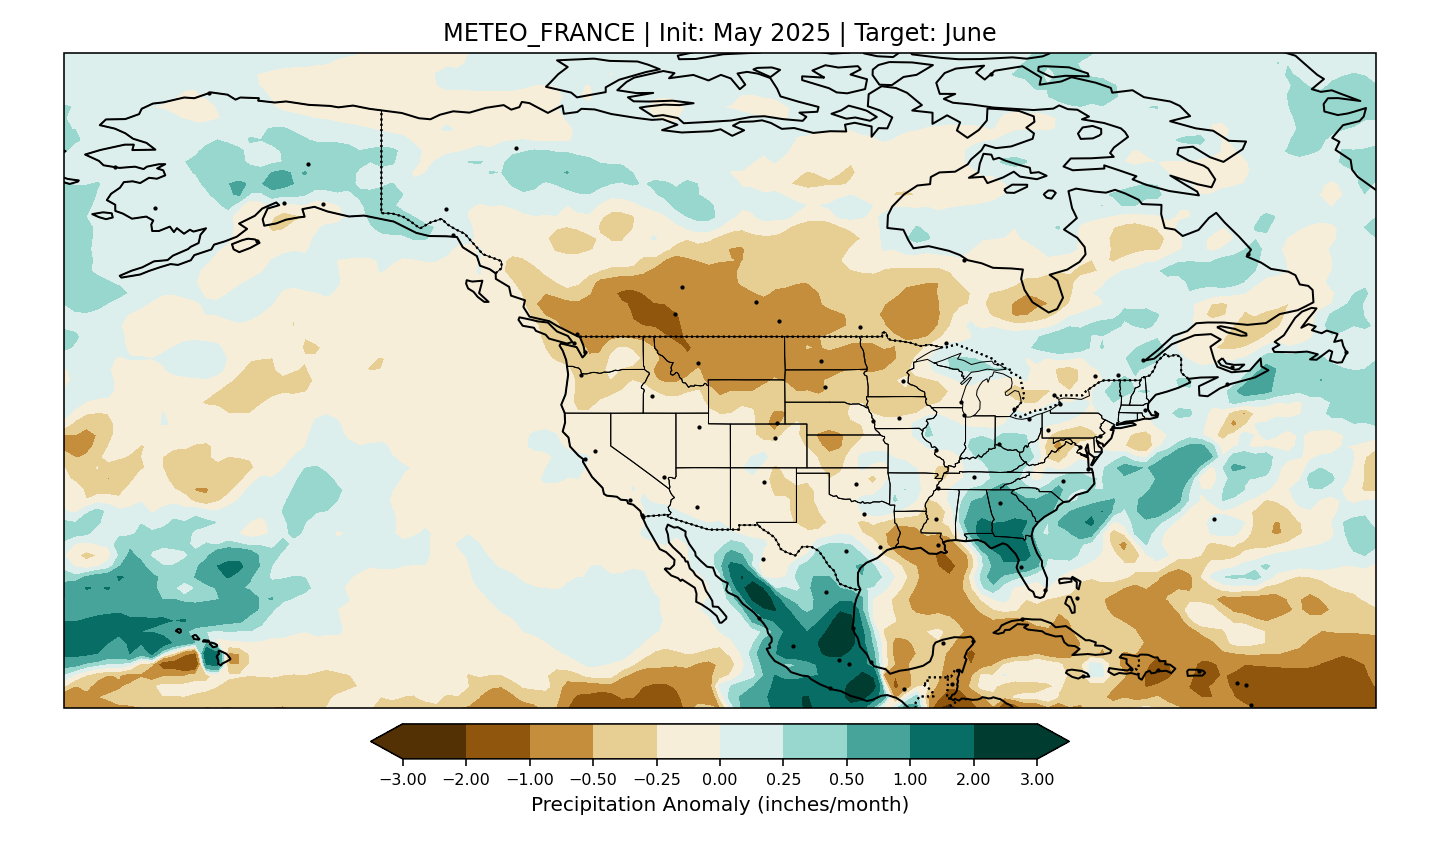 METEO_FRANCE | Init: May 2025 | Target: June
−3.00 −2.00 −1.00 −0.50 −0.25 0.00 0.25 0.50 1.00 2.00 3.00
Precipitation Anomaly (inches/month)